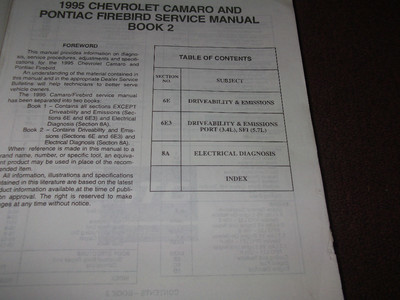 1995 CHEVROLET CAMARO AND
PONTIAC FIREBIRD SERVICE MANUAL
BOOK 2
FOREWORD
This manual provides information on diagno-
sis, service procedures, adjustments and specifi-
cations for the 1995 Chevrolet Camaro and
Pontiac Firebird.
An understanding of the material contained in
this manual and in the appropriate Dealer Service
Bulletins will help technicians to better serve
vehicle owners.
The 1995 Camaro/Firebird service manual
has been separated into two books:
Book 1 - Contains all sections EXCEPT
Driveability and Emissions (Sec-
tions 6E and 6E3) and Electrical
Diagnosis (Section 8A).
Book 2 - Contains Driveability and Emis-
sions (Sections 6E and 6E3) and
Electrical Diagnosis (Section 8A).
When reference is made in this manual to a
brand name, number, or specific tool, an equiva-
ent product may be used in place of the recom-
ended item.
All information, illustrations and specifications
ntained in this literature are based on the latest
duct information available at the time of publi-
on approval. The right is reserved to make
ges at any time without notice.
TABLE OF CONTENTS
SECTION NO. SUBJECT
6E DRIVEABILITY & EMISSIONS
6E3 DRIVEABILITY & EMISSIONS
PORT (3.4L), SFI (5.7L)
8A ELECTRICAL DIAGNOSIS
INDEX